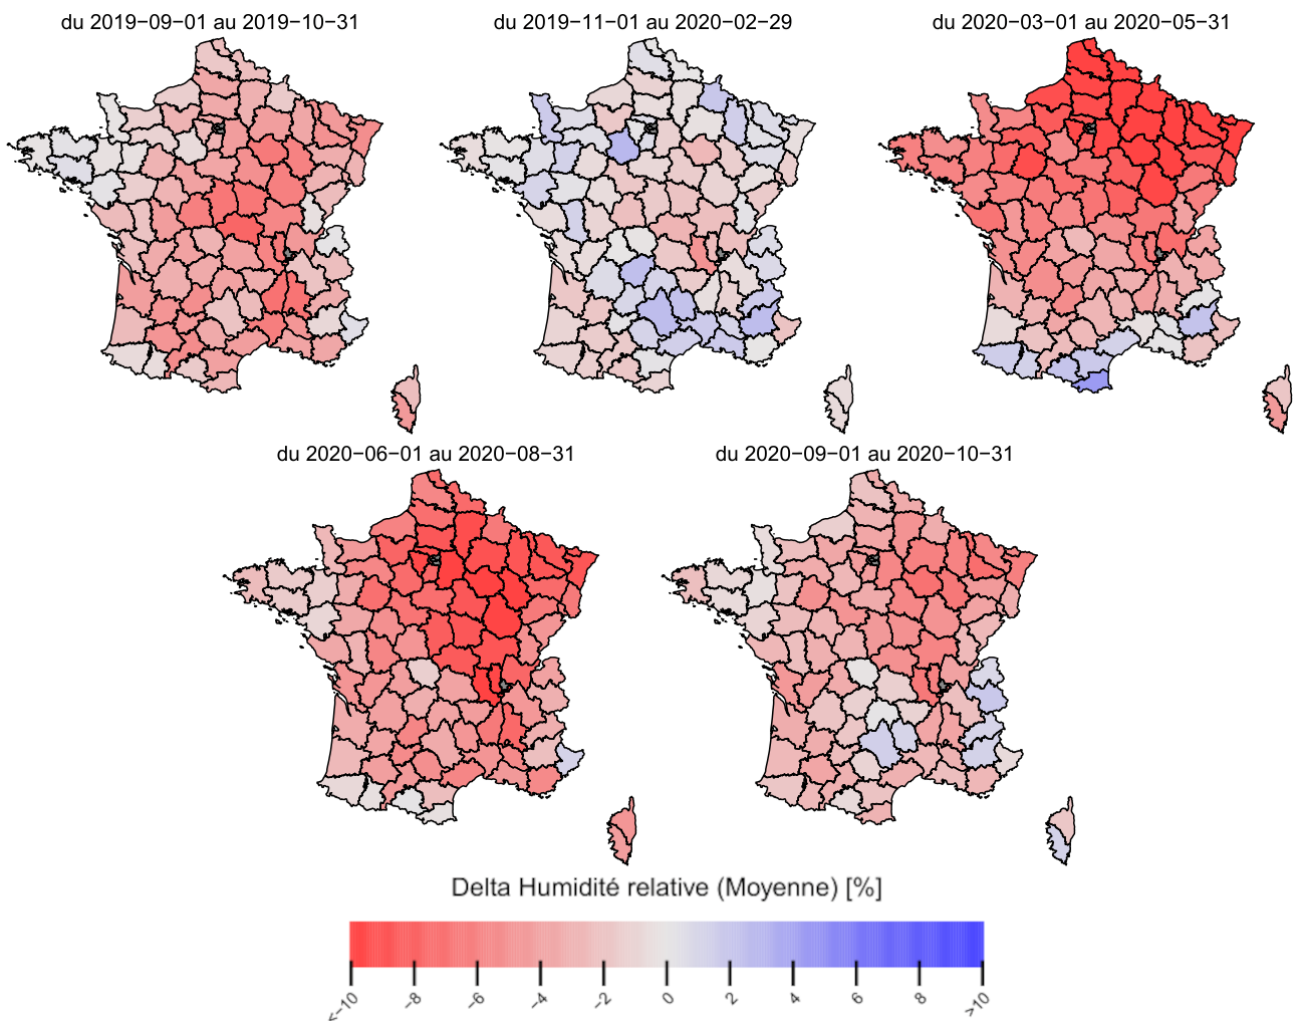 du 2019−09−01 au 2019−10−31
du 2019−11−01 au 2020−02−29
du 2020−03−01 au 2020−05−31
du 2020−06−01 au 2020−08−31
du 2020−09−01 au 2020−10−31
Delta Humidité relative (Moyenne) [%]
<−10 −8 −6 −4 −2 0 2 4 6 8 >10